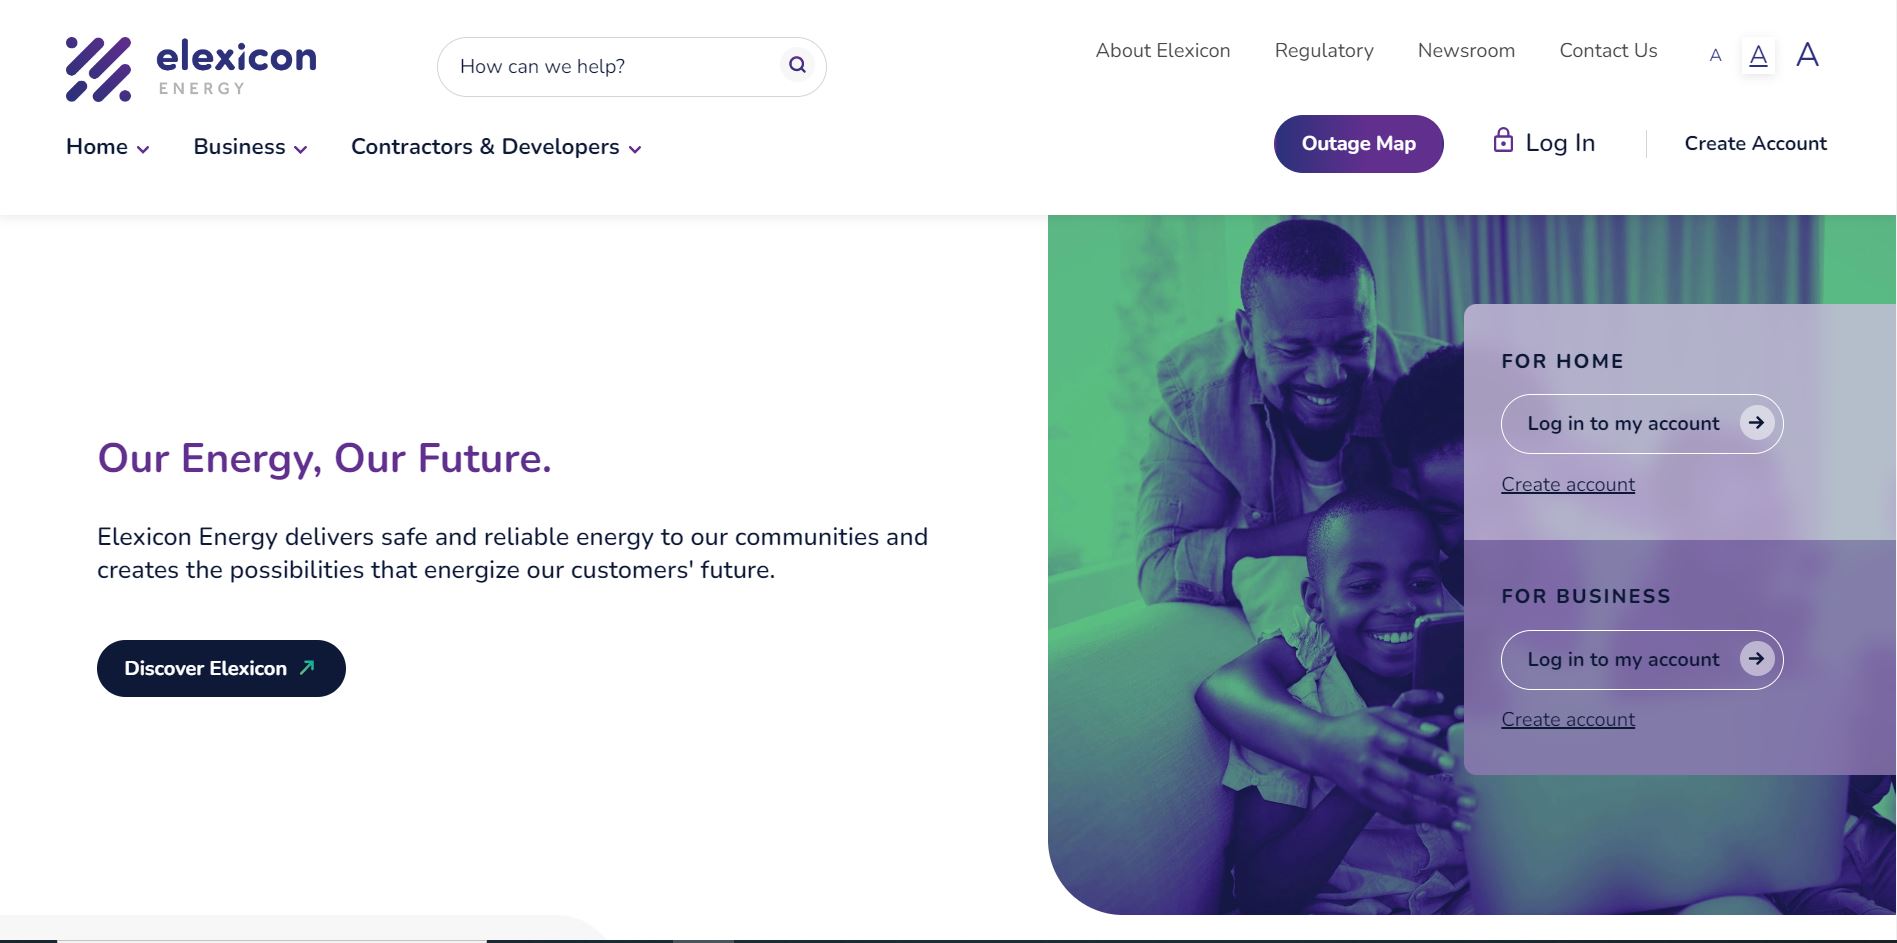 elexicon
ENERGY
How can we help?
About Elexicon
Regulatory
Newsroom
Contact Us
A
A
A
Home
Business
Contractors & Developers
Outage Map
Log In
Create Account
Our Energy, Our Future.
Elexicon Energy delivers safe and reliable energy to our communities and
creates the possibilities that energize our customers' future.
Discover Elexicon
FOR HOME
Log in to my account
Create account
FOR BUSINESS
Log in to my account
Create account